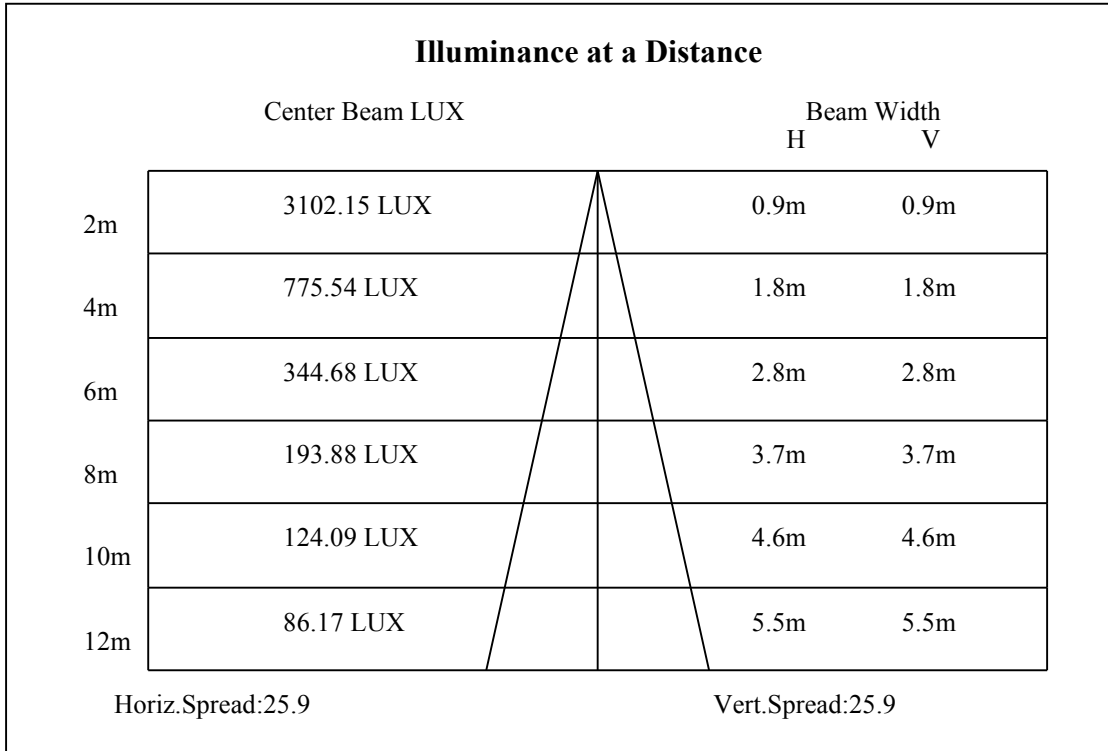 Illuminance at a Distance
Center Beam LUX Beam Width
H V
2m 3102.15 LUX 0.9m 0.9m
4m 775.54 LUX 1.8m 1.8m
6m 344.68 LUX 2.8m 2.8m
8m 193.88 LUX 3.7m 3.7m
10m 124.09 LUX 4.6m 4.6m
12m 86.17 LUX 5.5m 5.5m
Horiz.Spread:25.9 Vert.Spread:25.9